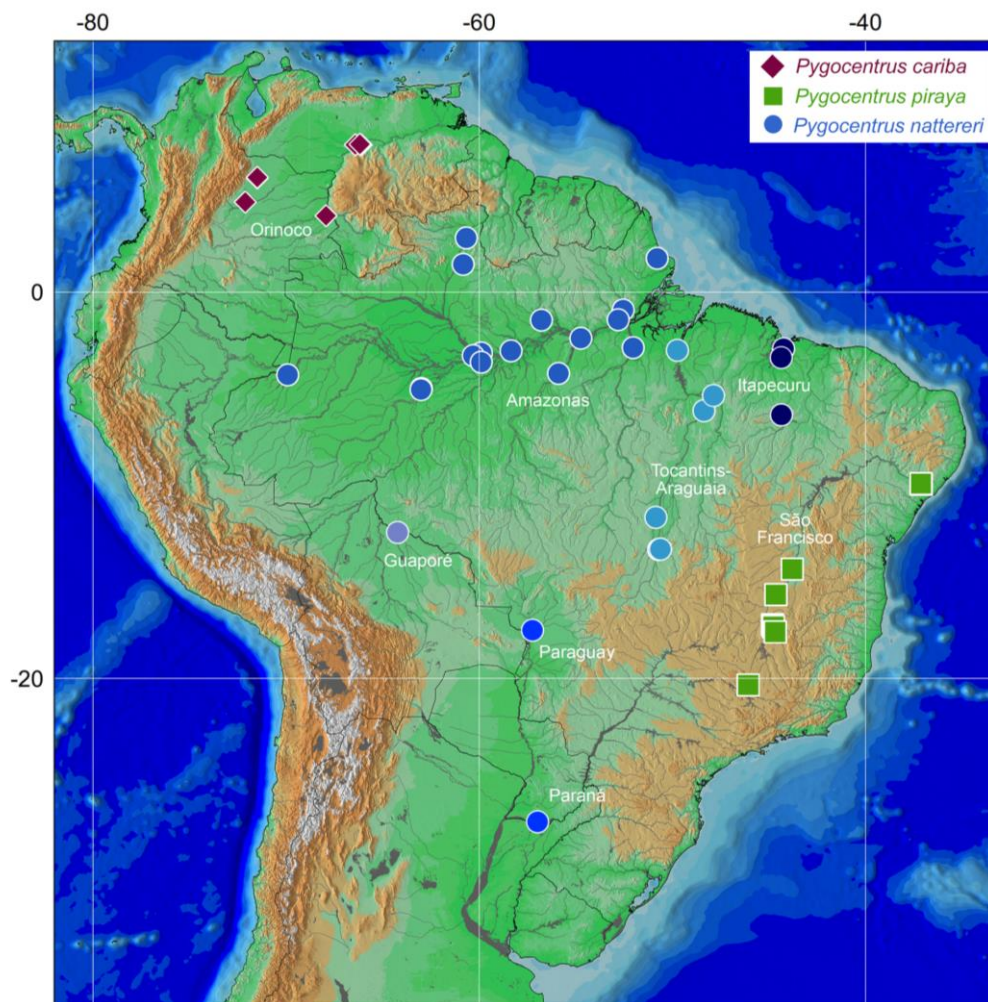 -80 -60 -40
Pygocentrus cariba
Pygocentrus piraya
Pygocentrus nattereri
Orinoco
0
Itapecuru
Amazonas
Tocantins-
Araguaia
São
Francisco
Guaporé
Paraguay
-20
Paraná